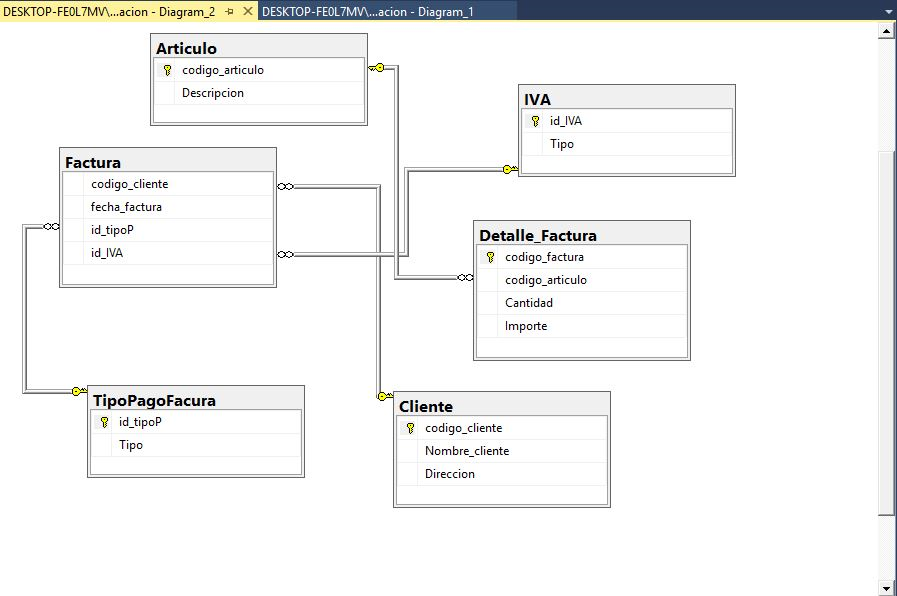 DESKTOP-FE0L7MV\...acion - Diagram_2
DESKTOP-FE0L7MV\...acion - Diagram_1
Articulo
codigo_articulo
Descripcion
IVA
id_IVA
Tipo
Factura
codigo_cliente
fecha_factura
id_tipoP
id_IVA
Detalle_Factura
codigo_factura
codigo_articulo
Cantidad
Importe
TipoPagoFacura
id_tipoP
Tipo
Cliente
codigo_cliente
Nombre_cliente
Direccion